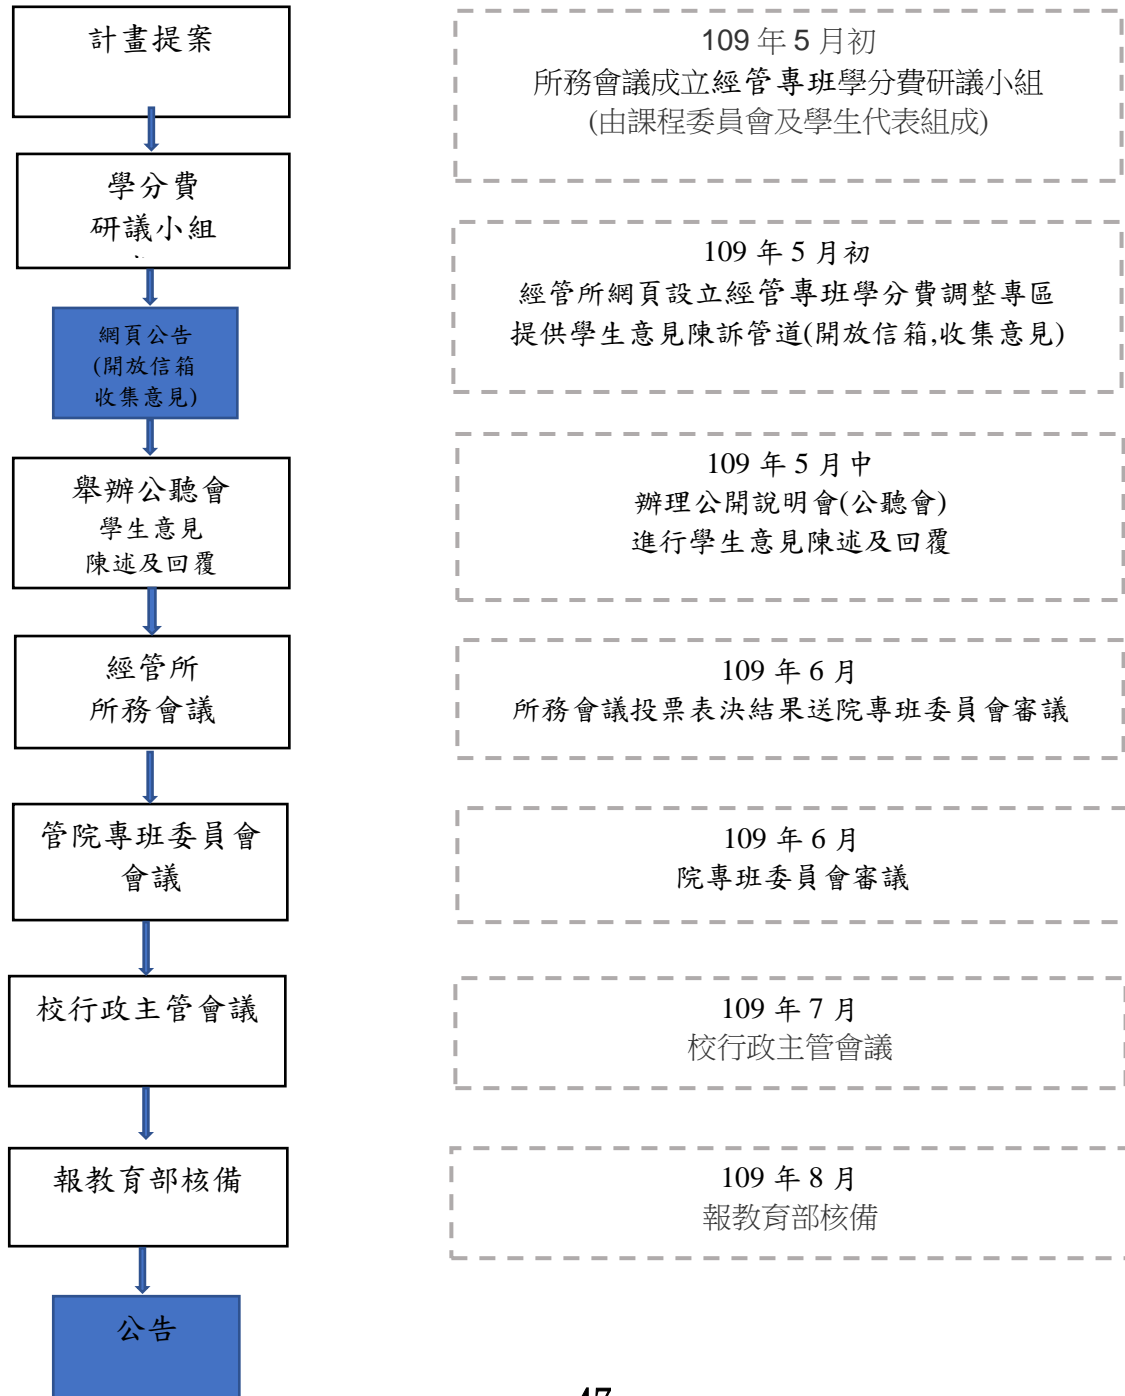 計畫提案
109 年 5 月初
所務會議成立經管專班學分費研議小組
(由課程委員會及學生代表組成)
學分費
研議小組
109 年 5 月初
經管所網頁設立經管專班學分費調整專區
提供學生意見陳訴管道(開放信箱,收集意見)
網頁公告
(開放信箱
收集意見)
舉辦公聽會
學生意見
陳述及回覆
109 年 5 月中
辦理公開說明會(公聽會)
進行學生意見陳述及回覆
經管所
所務會議
109 年 6 月
所務會議投票表決結果送院專班委員會審議
管院專班委員會
會議
109 年 6 月
院專班委員會審議
校行政主管會議
109 年 7 月
校行政主管會議
報教育部核備
109 年 8 月
報教育部核備
公告